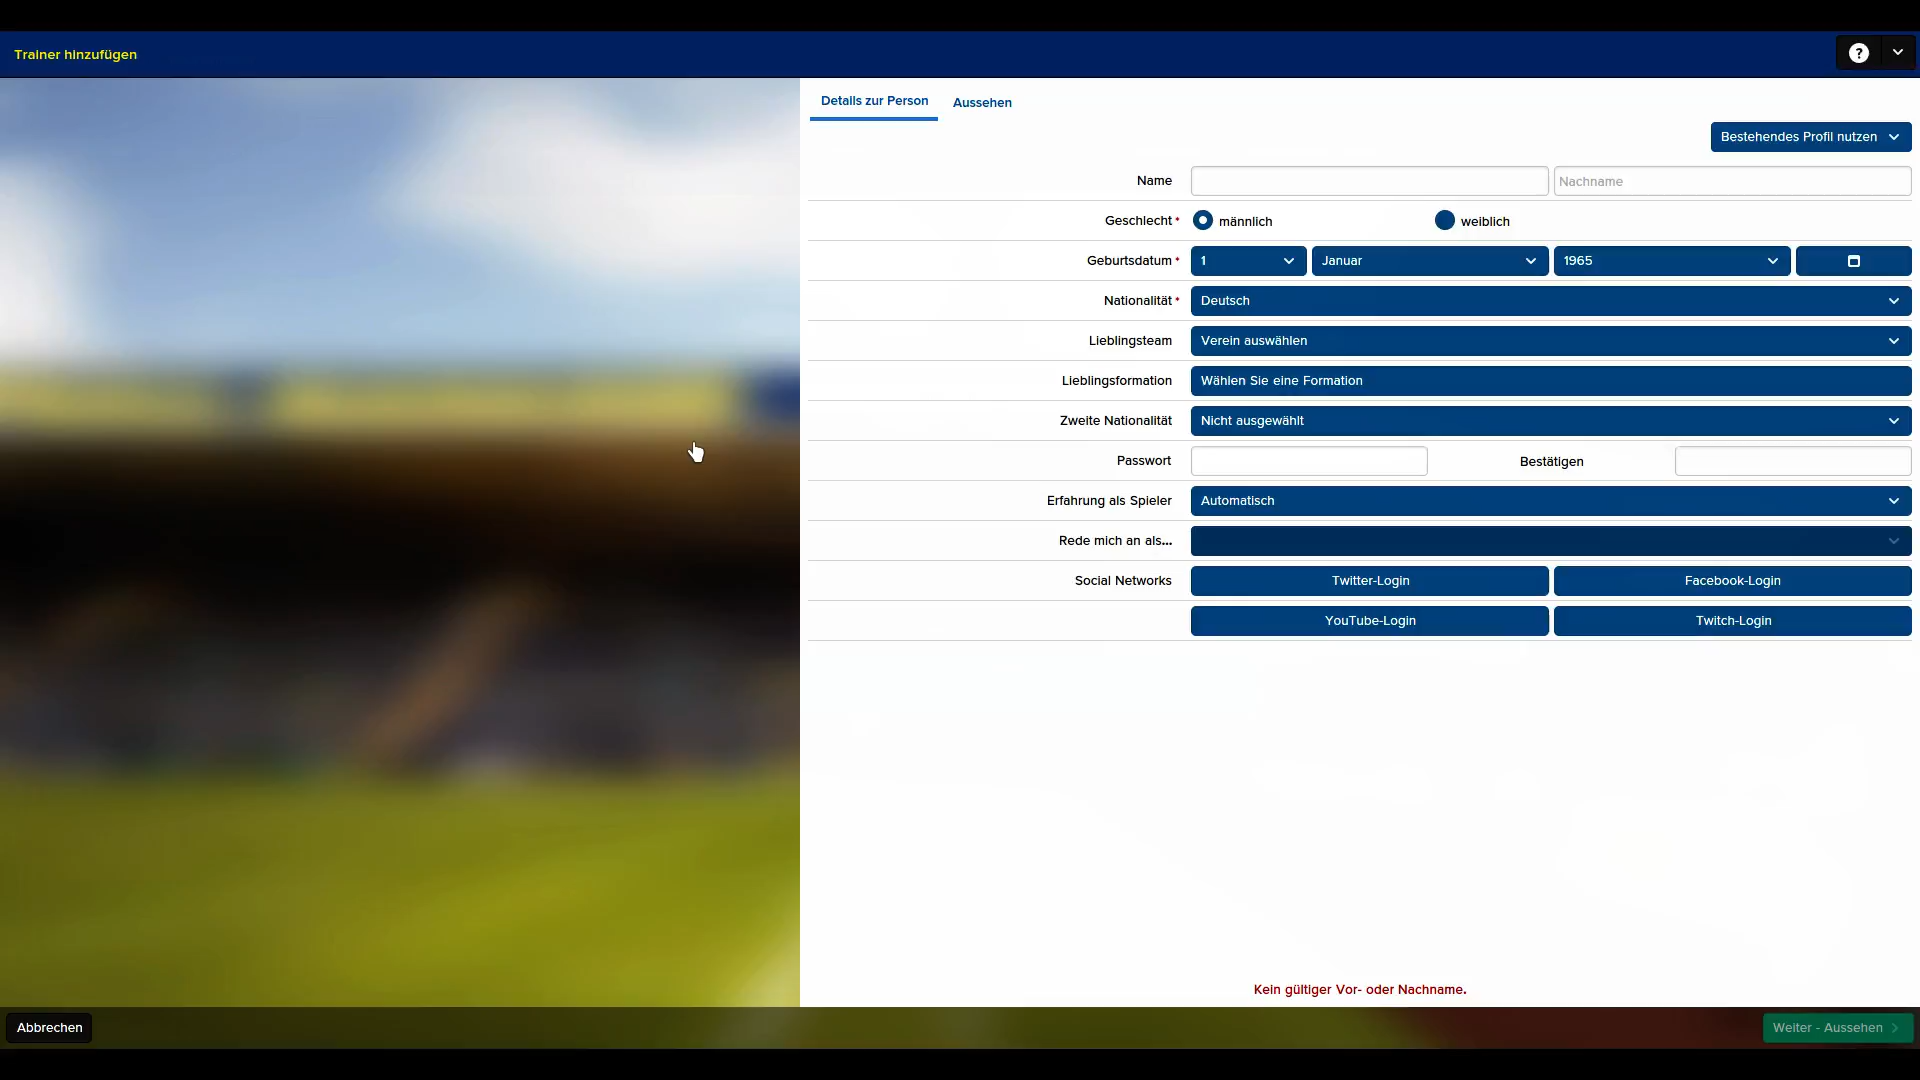 Trainer hinzufügen
?
Details zur Person Aussehen
Bestehendes Profil nutzen
Name Nachname
Geschlecht * männlich weiblich
Geburtsdatum * 1 Januar 1965
Nationalität * Deutsch
Lieblingsteam Verein auswählen
Lieblingsformation Wählen Sie eine Formation
Zweite Nationalität Nicht ausgewählt
Passwort Bestätigen
Erfahrung als Spieler Automatisch
Rede mich an als...
Social Networks Twitter-Login Facebook-Login
YouTube-Login Twitch-Login
Kein gültiger Vor- oder Nachname.
Abbrechen Weiter - Aussehen